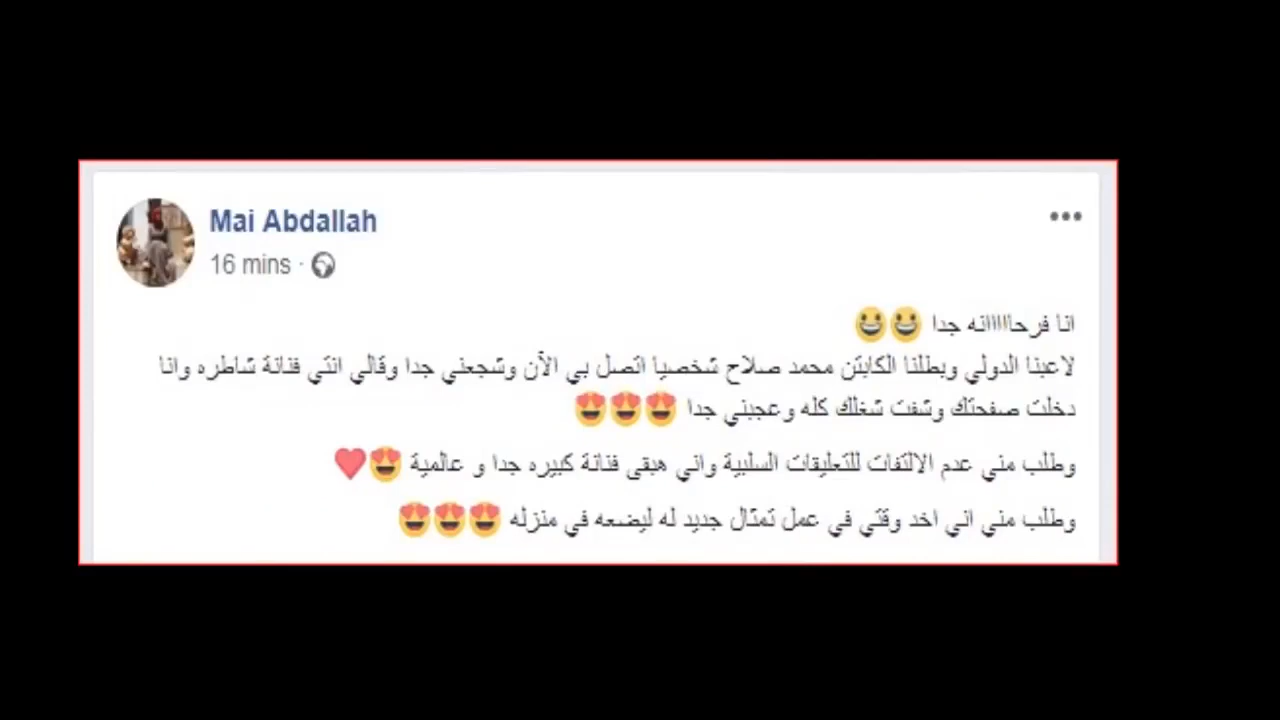 Mai Abdallah
16 mins ·
انا فرحااااانه جدا 😀😀
لاعبنا الدولي وبطلنا الكابتن محمد صلاح شخصيا اتصل بي الأن وشجعني جدا وقالي انتي فنانة شاطره وانا
دخلت صفحتك وشفت شغلك كله وعجبني جدا 😍😍😍
وطلب مني عدم الالتفات للتعليقات السلبية واني هبقى فنانة كبيره جدا و عالمية 😍❤
وطلب مني اني اخد وقتي في عمل تمثال جديد له ليضعه في منزله 😍😍😍